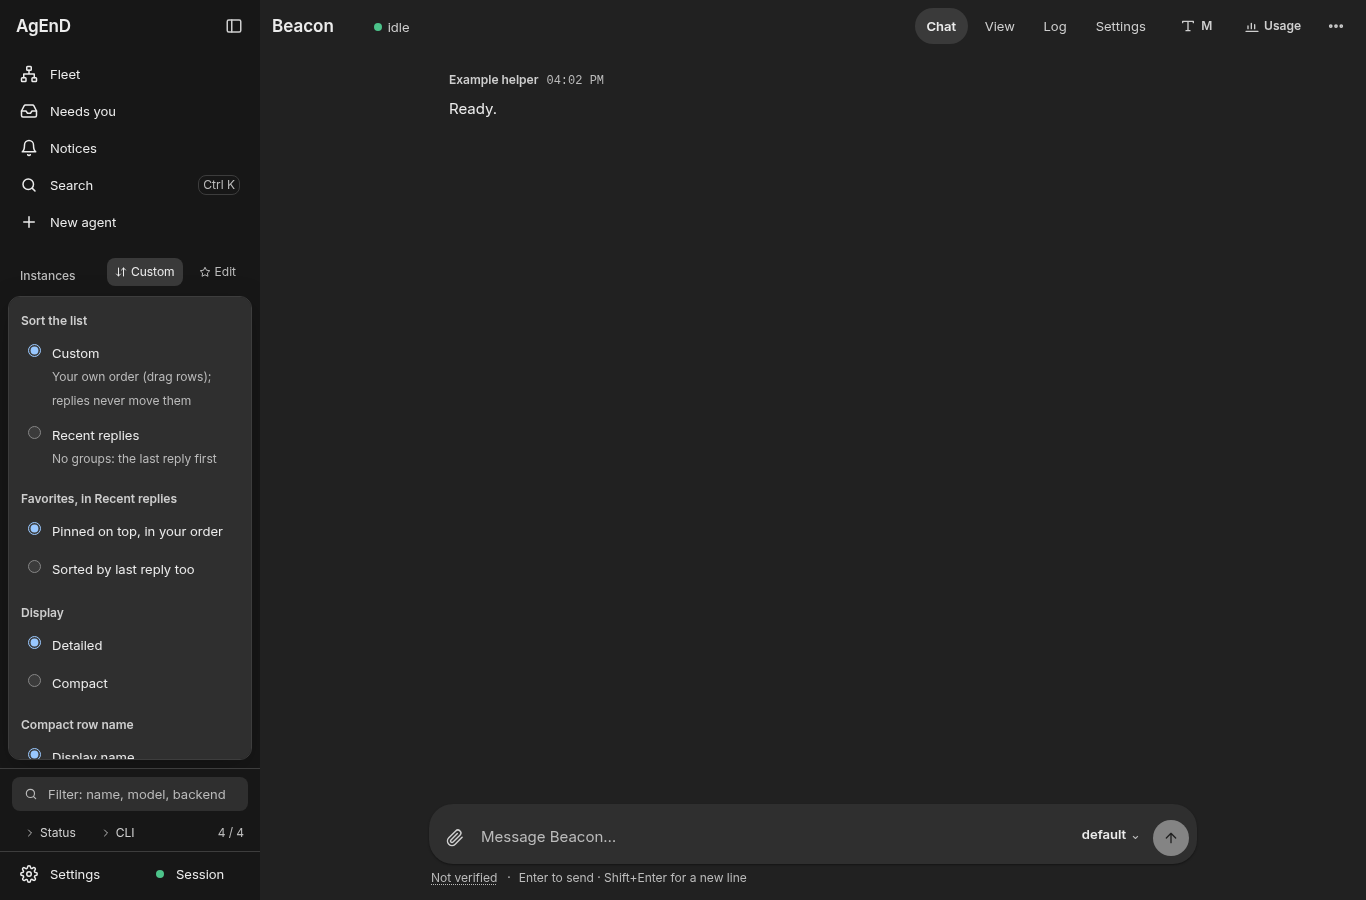 AgEnD
Fleet
Needs you
Notices
Search Ctrl K
New agent
Instances Custom Edit
Sort the list
Custom
Your own order (drag rows);
replies never move them
Recent replies
No groups: the last reply first
Favorites, in Recent replies
Pinned on top, in your order
Sorted by last reply too
Display
Detailed
Compact
Compact row name
Display name
Filter: name, model, backend
Status CLI 4 / 4
Settings Session
Beacon idle Chat View Log Settings M Usage
Example helper 04:02 PM
Ready.
Message Beacon... default
Not verified · Enter to send · Shift+Enter for a new line